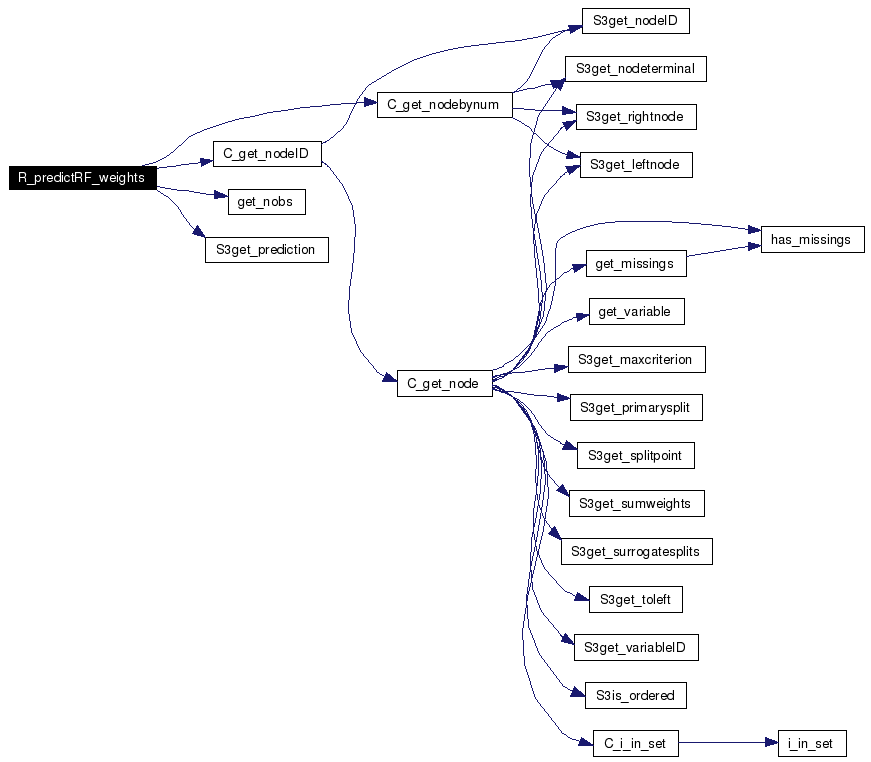 S3get_nodeID
S3get_nodeterminal
C_get_nodebynum
S3get_rightnode
C_get_nodeID
S3get_leftnode
R_predictRF_weights
get_nobs
S3get_prediction
has_missings
get_missings
get_variable
S3get_maxcriterion
C_get_node
S3get_primarysplit
S3get_splitpoint
S3get_sumweights
S3get_surrogatesplits
S3get_toleft
S3get_variableID
S3is_ordered
C_i_in_set
i_in_set